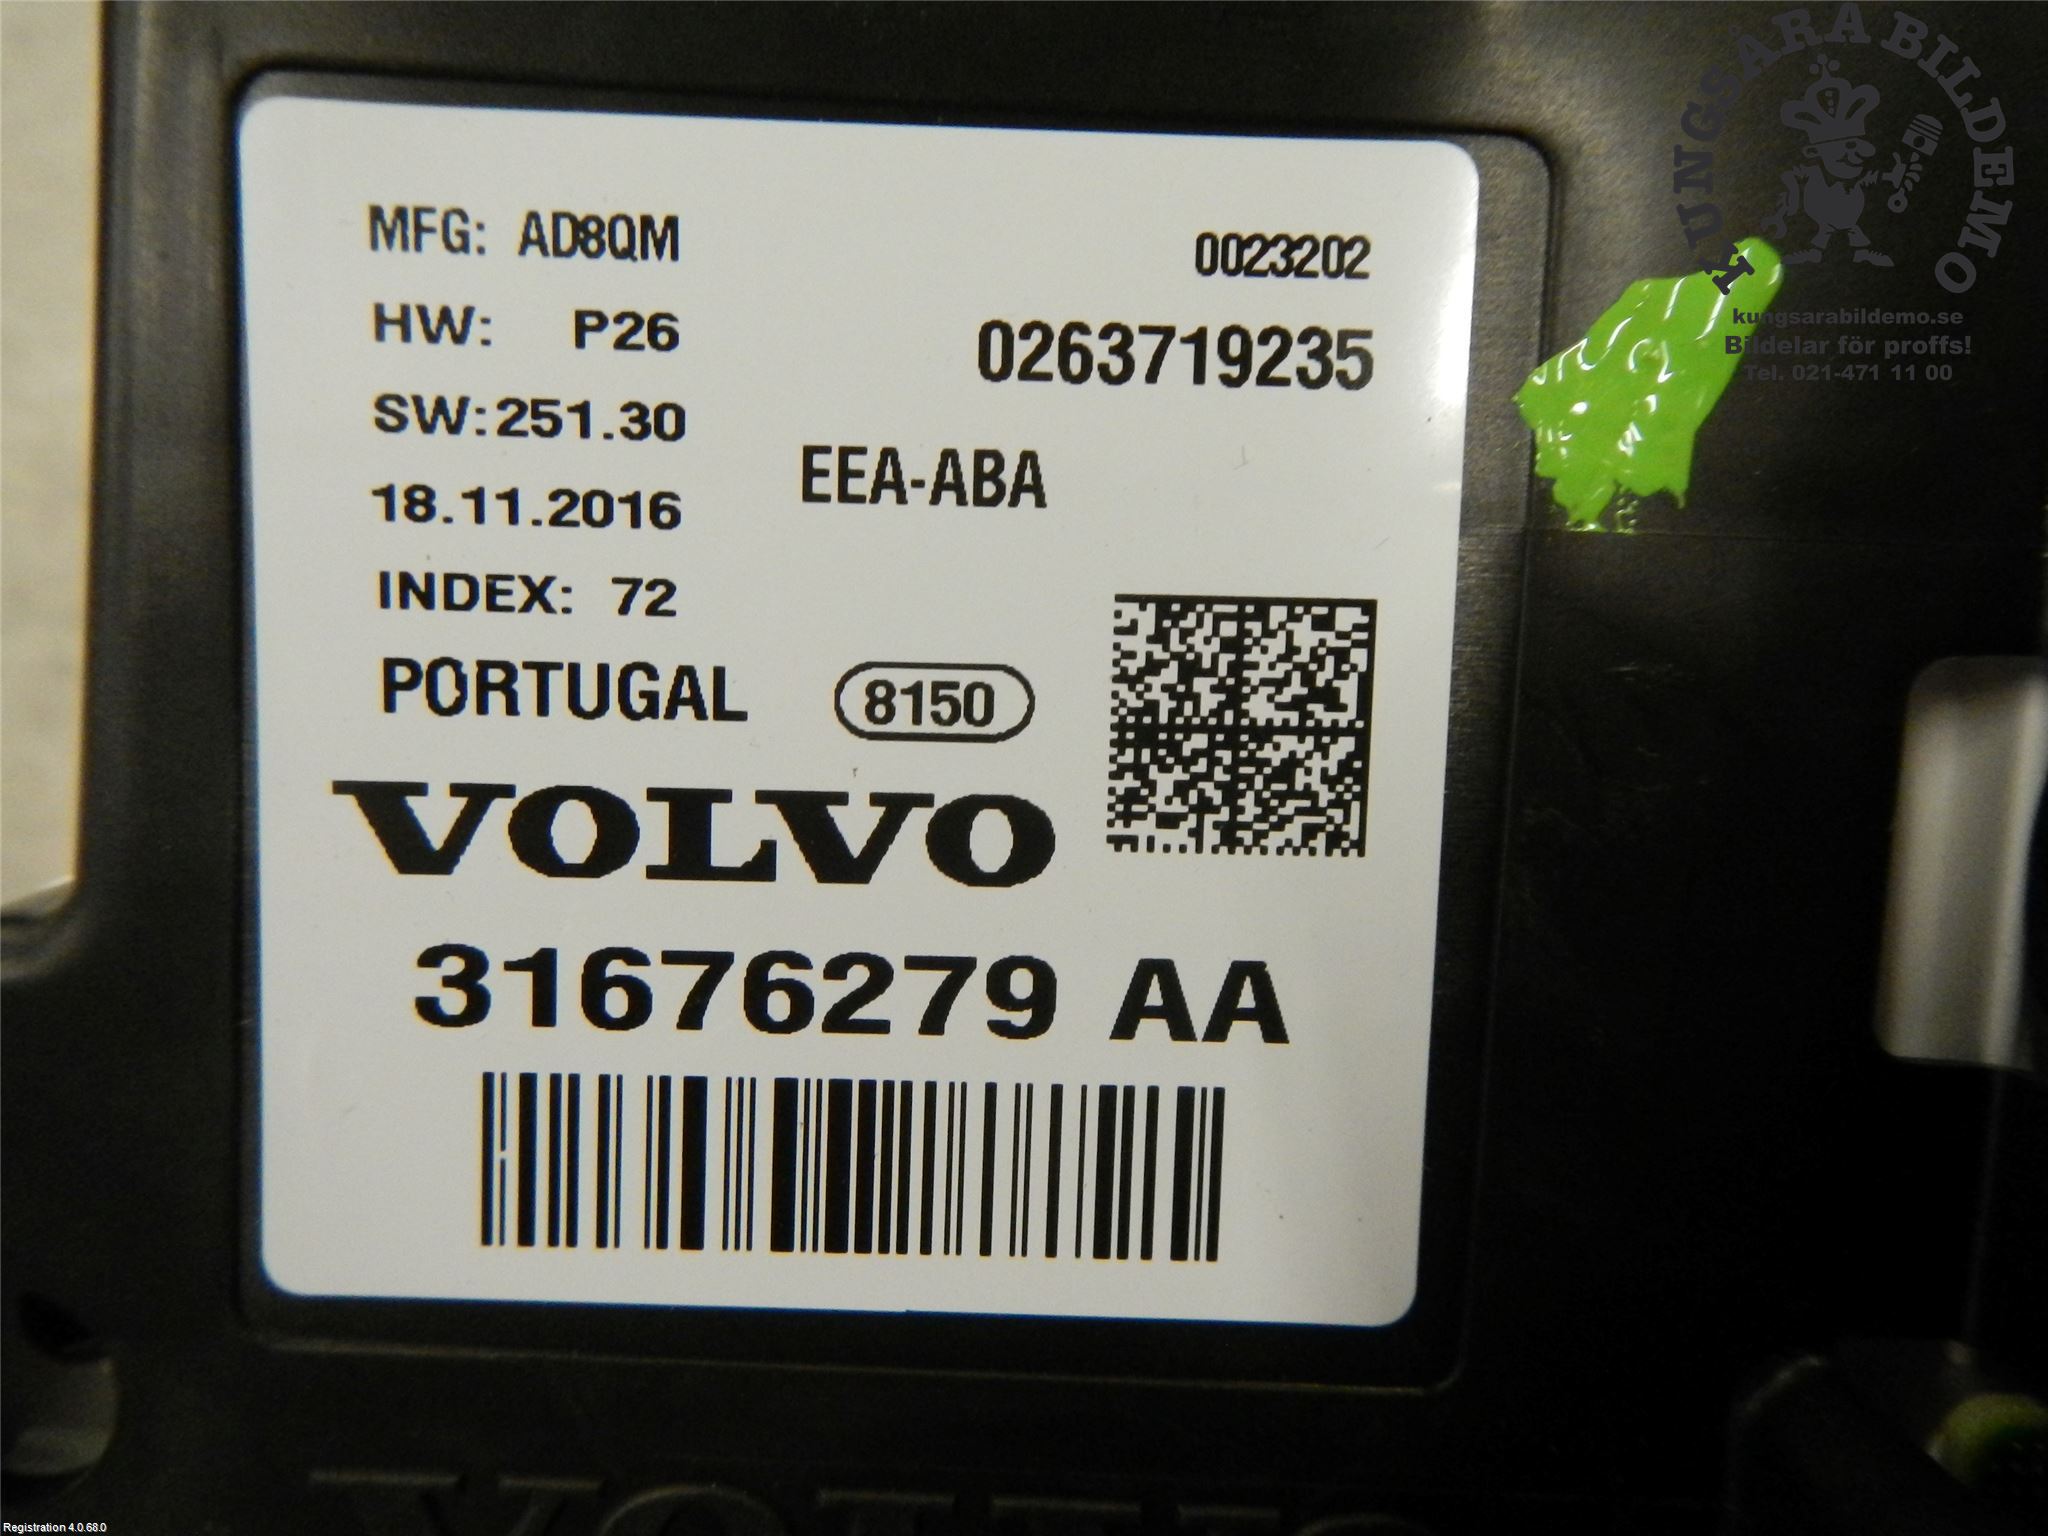 MFG: AD8QM
0023202
HW: P26
0263719235
SW:251.30
EEA-ABA
18.11.2016
INDEX: 72
PORTUGAL
8150
VOLVO
31676279 AA
KUNGSÅRA BILDEMO
kungsarabildemo.se
Bildelar för proffs!
Tel. 021-471 11 00
VOLVO
Registration 4.0.68.0